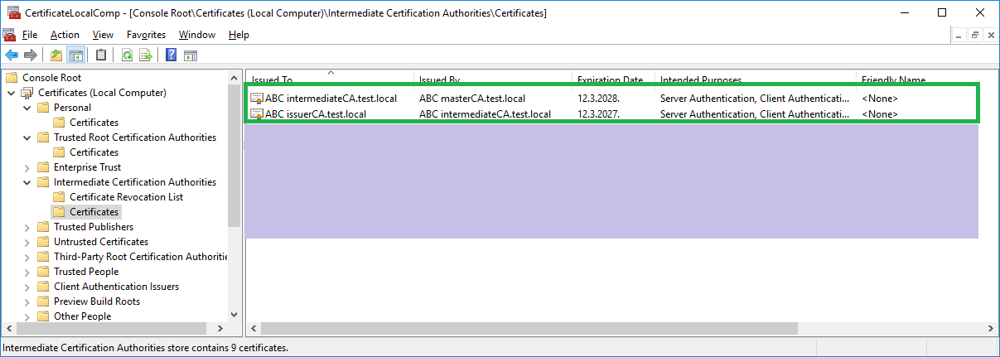 CertificateLocalComp - [Console Root\Certificates (Local Computer)\Intermediate Certification Authorities\Certificates]
File Action View Favorites Window Help
Console Root
Certificates (Local Computer)
Personal
Certificates
Trusted Root Certification Authorities
Certificates
Enterprise Trust
Intermediate Certification Authorities
Certificate Revocation List
Certificates
Trusted Publishers
Untrusted Certificates
Third-Party Root Certification Authoritie
Trusted People
Client Authentication Issuers
Preview Build Roots
Other People
Issued To Issued By Expiration Date Intended Purposes Friendly Name
ABC intermediateCA.test.local ABC masterCA.test.local 12.3.2028. Server Authentication, Client Authenticati... <None>
ABC issuerCA.test.local ABC intermediateCA.test.local 12.3.2027. Server Authentication, Client Authenticati... <None>
Intermediate Certification Authorities store contains 9 certificates.